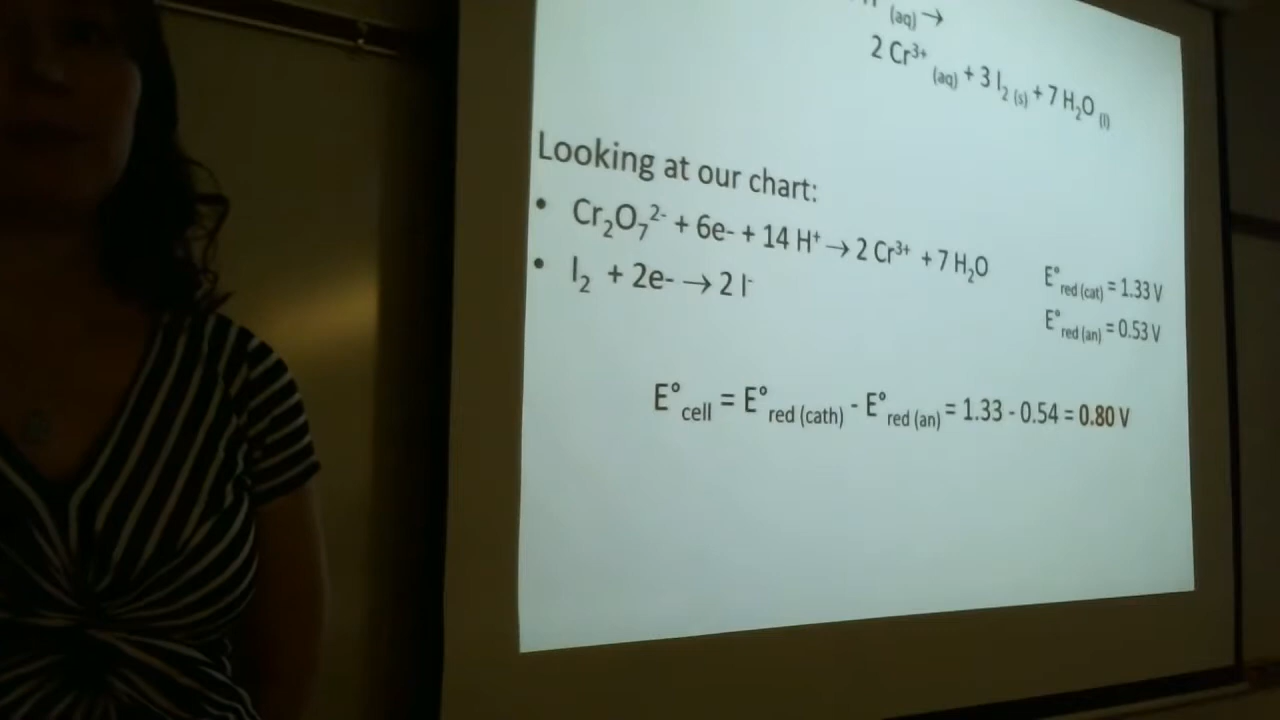 (aq) →
2 Cr³⁺ (aq) + 3 I₂ (s) + 7 H₂O (l)
Looking at our chart:
• Cr₂O₇²⁻ + 6e- + 14 H⁺ → 2 Cr³⁺ + 7 H₂O
• I₂ + 2e- → 2 I⁻
E° red (cat) = 1.33 V
E° red (an) = 0.53 V
E° cell = E° red (cath) - E° red (an) = 1.33 - 0.54 = 0.80 V